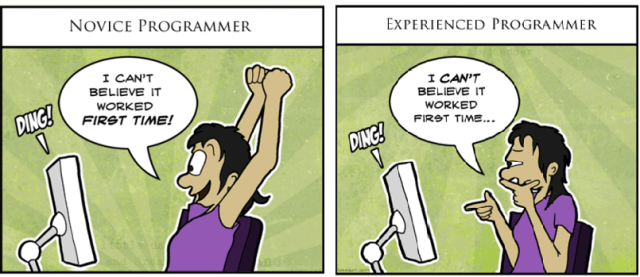 NOVICE PROGRAMMER
DING!
I CAN'T
BELIEVE IT
WORKED
FIRST TIME!
EXPERIENCED PROGRAMMER
DING!
I CAN'T
BELIEVE IT
WORKED
FIRST TIME...